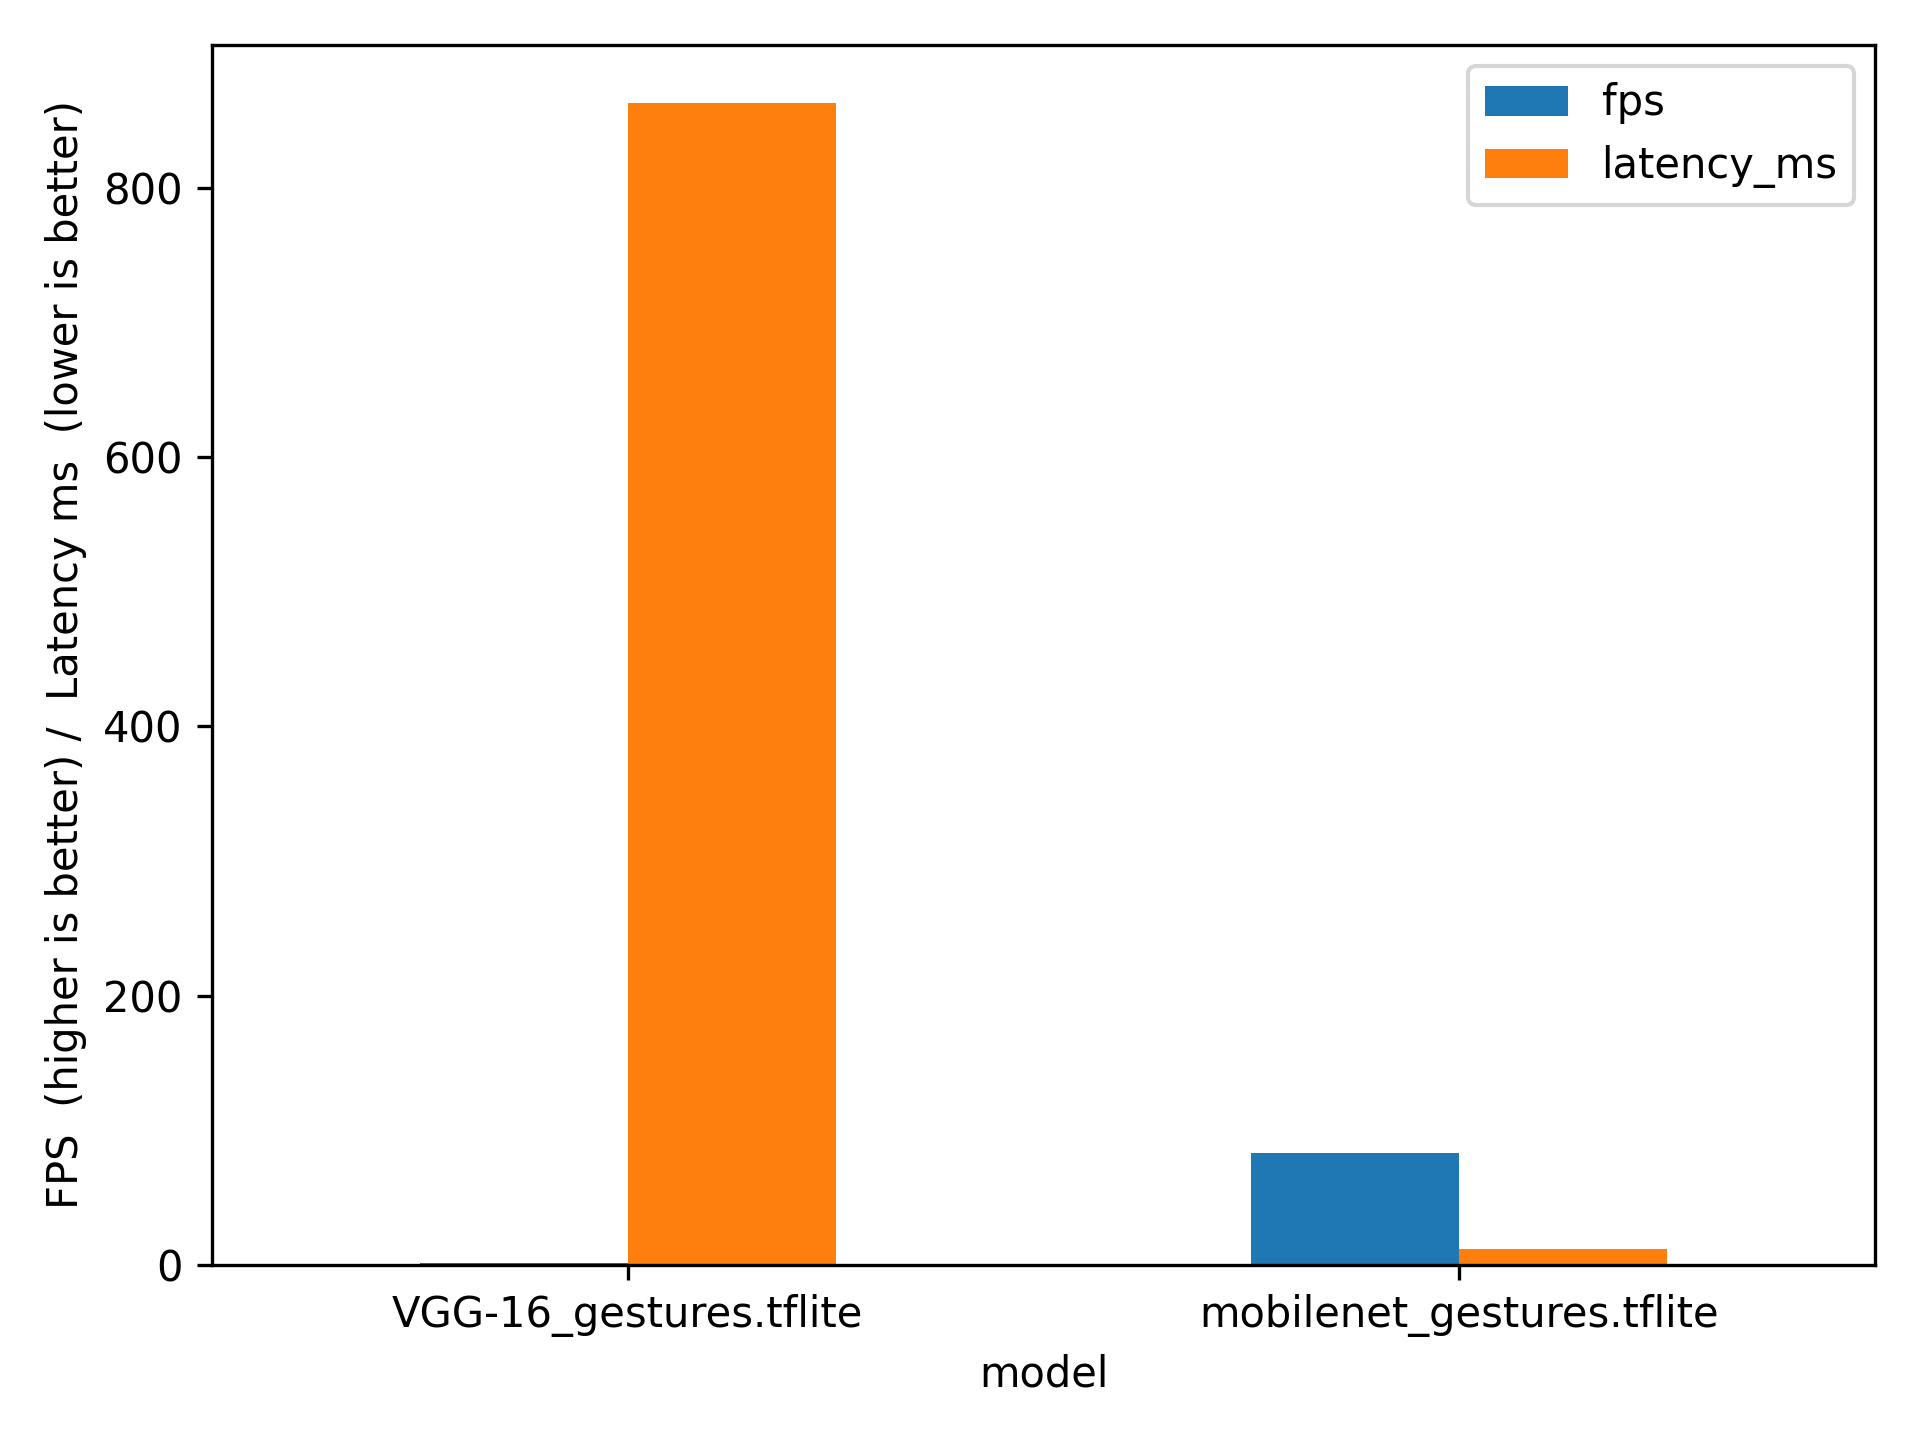 FPS  (higher is better) /  Latency ms  (lower is better)
800
600
400
200
0
fps
latency_ms
VGG-16_gestures.tflite
mobilenet_gestures.tflite
model